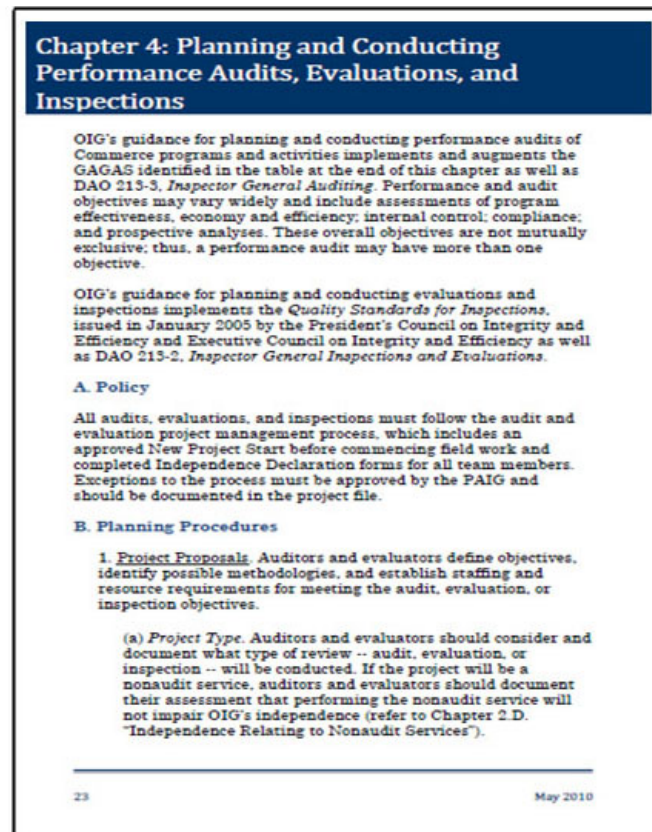 Chapter 4: Planning and Conducting
Performance Audits, Evaluations, and
Inspections
OIG's guidance for planning and conducting performance audits of
Commerce programs and activities implements and augments the
GAGAS identified in the table at the end of this chapter as well as
DAO 213-3, Inspector General Auditing. Performance and audit
objectives may vary widely and include assessments of program
effectiveness, economy and efficiency; internal control; compliance;
and prospective analyses. These overall objectives are not mutually
exclusive; thus, a performance audit may have more than one
objective.
OIG's guidance for planning and conducting evaluations and
inspections implements the Quality Standards for Inspections,
issued in January 2005 by the President's Council on Integrity and
Efficiency and Executive Council on Integrity and Efficiency as well
as DAO 213-2, Inspector General Inspections and Evaluations.
A. Policy
All audits, evaluations, and inspections must follow the audit and
evaluation project management process, which includes an
approved New Project Start before commencing field work and
completed Independence Declaration forms for all team members.
Exceptions to the process must be approved by the PAIG and
should be documented in the project file.
B. Planning Procedures
1. Project Proposals. Auditors and evaluators define objectives,
identify possible methodologies, and establish staffing and
resource requirements for meeting the audit, evaluation, or
inspection objectives.
(a) Project Type. Auditors and evaluators should consider and
document what type of review -- audit, evaluation, or
inspection -- will be conducted. If the project will be a
nonaudit service, auditors and evaluators should document
their assessment that performing the nonaudit service will
not impair OIG's independence (refer to Chapter 2.D.
"Independence Relating to Nonaudit Services").
23 May 2010